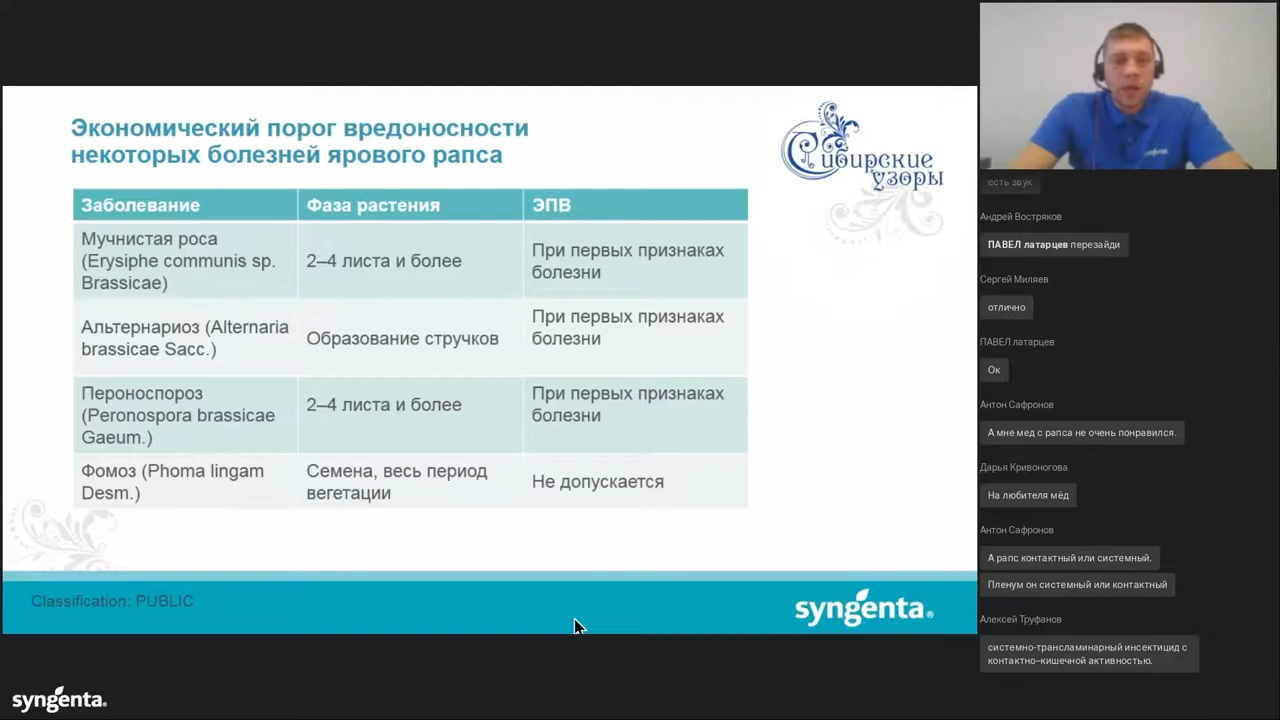 Экономический порог вредоносности
некоторых болезней ярового рапса
Сибирские
узоры
Заболевание
Фаза растения
ЭПВ
Мучнистая роса
(Erysiphe communis sp.
Brassicae)
2–4 листа и более
При первых признаках
болезни
Альтернариоз (Alternaria
brassicae Sacc.)
Образование стручков
При первых признаках
болезни
Пероноспороз
(Peronospora brassicae
Gaeum.)
2–4 листа и более
При первых признаках
болезни
Фомоз (Phoma lingam
Desm.)
Семена, весь период
вегетации
Не допускается
Classification: PUBLIC
syngenta®
syngenta®
есть звук
Андрей Востряков
ПАВЕЛ латарцев перезайди
Сергей Миляев
отлично
ПАВЕЛ латарцев
Ок
Антон Сафронов
А мне мед с рапса не очень понравился.
Дарья Кривоногова
На любителя мёд
Антон Сафронов
А рапс контактный или системный.
Пленум он системный или контактный
Алексей Труфанов
системно-трансламинарный инсектицид с
контактно–кишечной активностью.